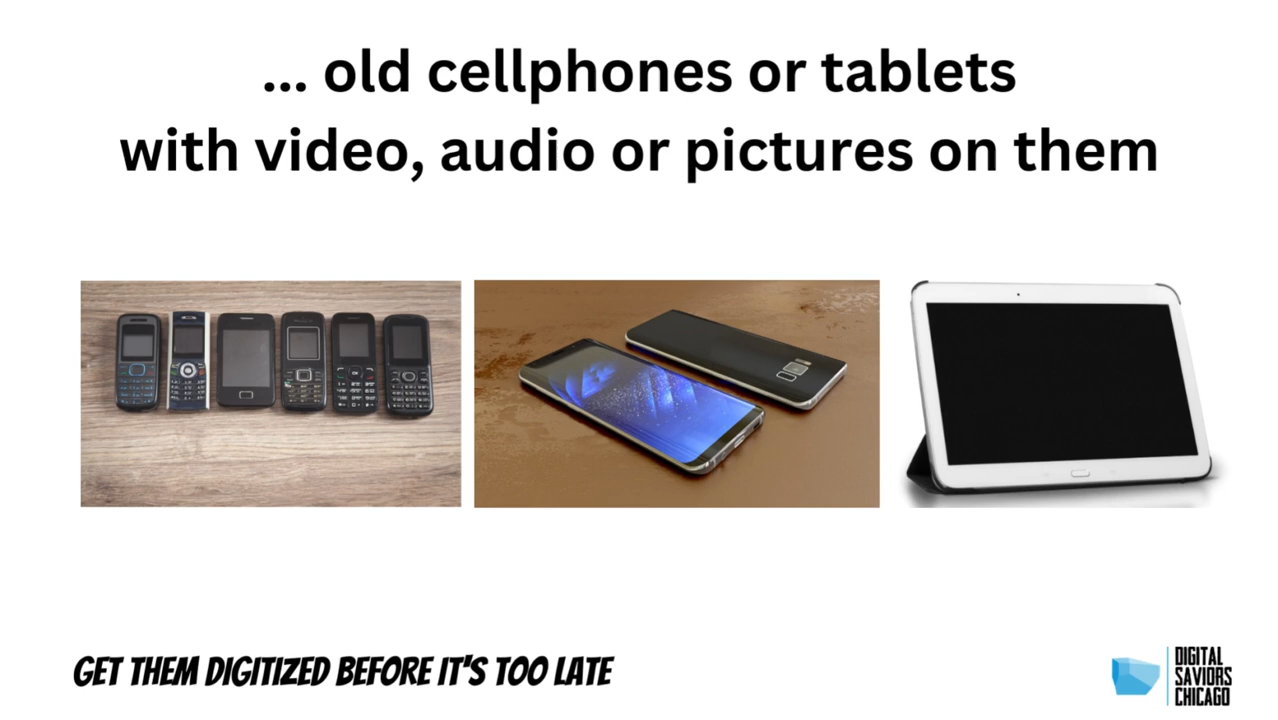 ... old cellphones or tablets
with video, audio or pictures on them
GET THEM DIGITIZED BEFORE IT'S TOO LATE
DIGITAL
SAVIORS
CHICAGO